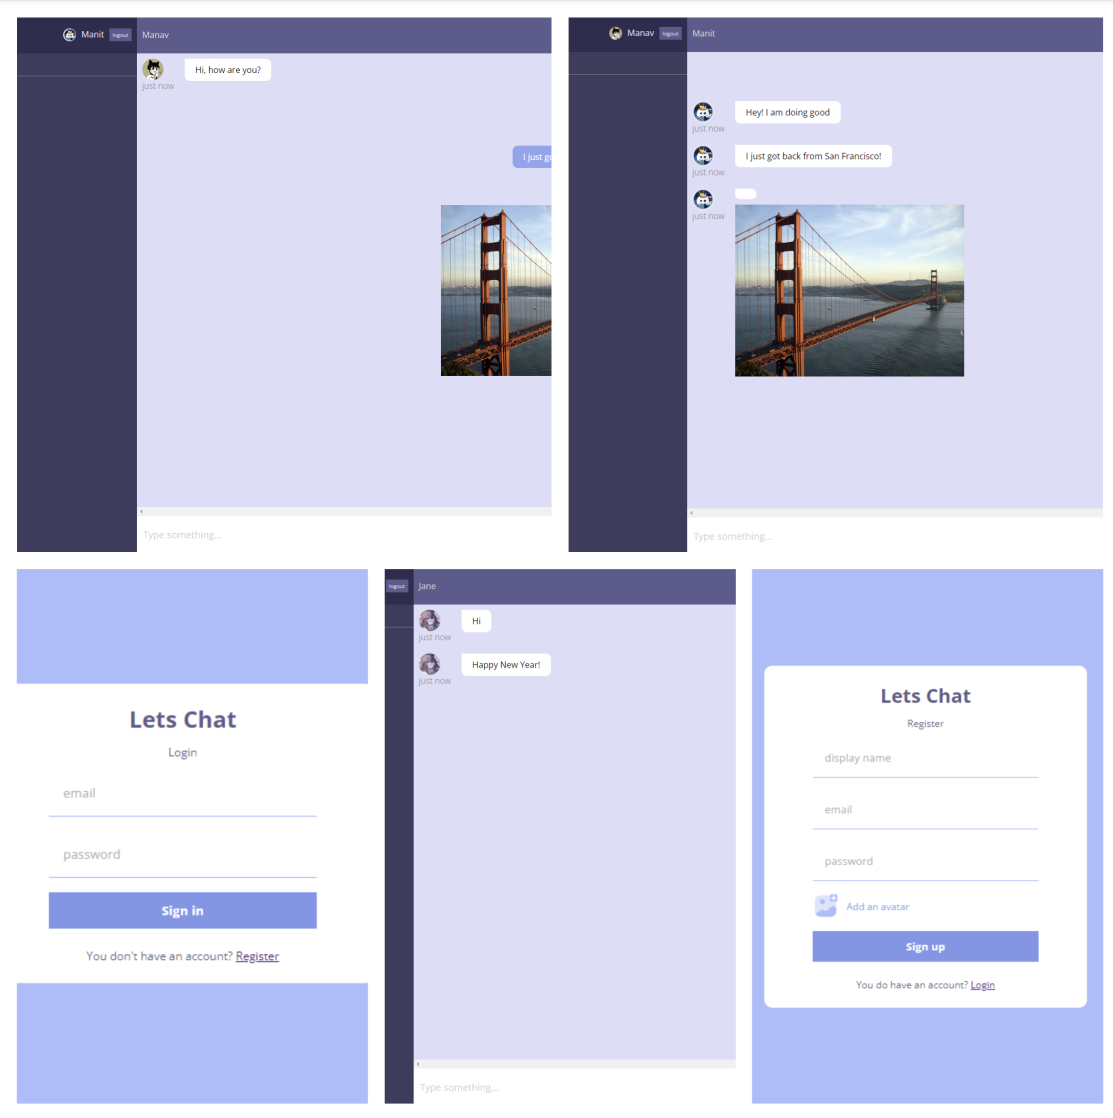 Manit logout Manav
Hi, how are you?
just now
I just go
Type something...
Manav logout Manit
Hey! I am doing good
just now
I just got back from San Francisco!
just now
just now
Type something...
Lets Chat
Login
email
password
Sign in
You don't have an account? Register
logout Jane
Hi
just now
Happy New Year!
just now
Type something...
Lets Chat
Register
display name
email
password
Add an avatar
Sign up
You do have an account? Login